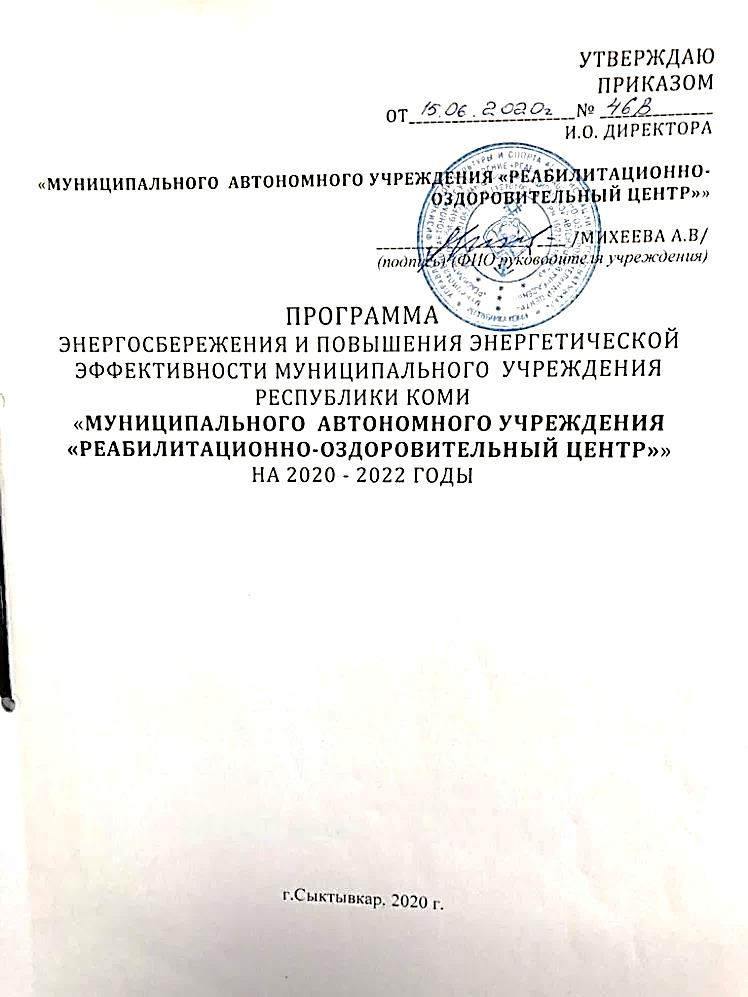 УТВЕРЖДАЮ
ПРИКАЗОМ
ОТ 15.06.2020г № 46В
И.О. ДИРЕКТОРА
«МУНИЦИПАЛЬНОГО АВТОНОМНОГО УЧРЕЖДЕНИЯ «РЕАБИЛИТАЦИОННО-
ОЗДОРОВИТЕЛЬНЫЙ ЦЕНТР»»
/МИХЕЕВА А.В/
(подпись) (ФИО руководителя учреждения)
ПРОГРАММА
ЭНЕРГОСБЕРЕЖЕНИЯ И ПОВЫШЕНИЯ ЭНЕРГЕТИЧЕСКОЙ
ЭФФЕКТИВНОСТИ МУНИЦИПАЛЬНОГО УЧРЕЖДЕНИЯ
РЕСПУБЛИКИ КОМИ
«МУНИЦИПАЛЬНОГО АВТОНОМНОГО УЧРЕЖДЕНИЯ
«РЕАБИЛИТАЦИОННО-ОЗДОРОВИТЕЛЬНЫЙ ЦЕНТР»»
НА 2020 - 2022 ГОДЫ
г.Сыктывкар, 2020 г.